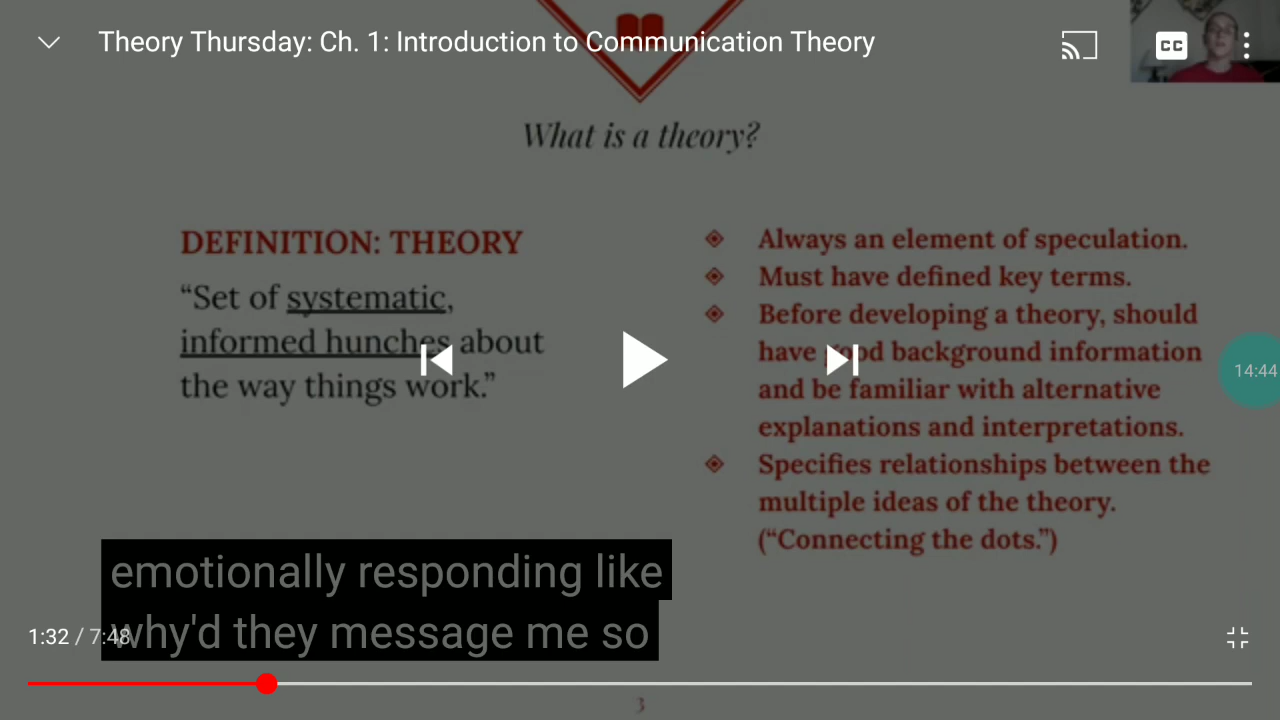 Theory Thursday: Ch. 1: Introduction to Communication Theory
CC
What is a theory?
DEFINITION: THEORY
“Set of systematic,
informed hunches about
the way things work.”
Always an element of speculation.
Must have defined key terms.
Before developing a theory, should
have good background information
and be familiar with alternative
explanations and interpretations.
Specifies relationships between the
multiple ideas of the theory.
(“Connecting the dots.”)
14:44
emotionally responding like
why'd they message me so
1:32 / 7:48
3